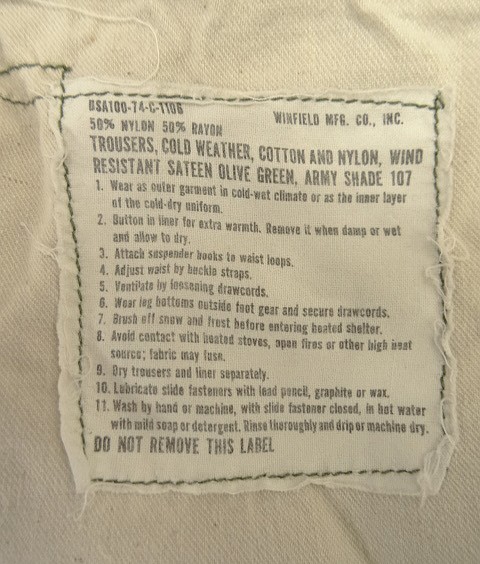 DSA100-74-C-1106
WINFIELD MFG. CO., INC.
50% NYLON 50% RAYON
TROUSERS, COLD WEATHER, COTTON AND NYLON, WIND
RESISTANT SATEEN OLIVE GREEN, ARMY SHADE 107
1. Wear as outer garment in cold-wet climate or as the inner layer
of the cold-dry uniform.
2. Button in liner for extra warmth. Remove it when damp or wet
and allow to dry.
3. Attach suspender hooks to waist loops.
4. Adjust waist by buckle straps.
5. Ventilate by loosening drawcords.
6. Wear leg bottoms outside foot gear and secure drawcords.
7. Brush off snow and frost before entering heated shelter.
8. Avoid contact with heated stoves, open fires or other high heat
source; fabric may fuse.
9. Dry trousers and liner separately.
10. Lubricate slide fasteners with lead pencil, graphite or wax.
11. Wash by hand or machine, with slide fastener closed, in hot water
with mild soap or detergent. Rinse thoroughly and drip or machine dry.
DO NOT REMOVE THIS LABEL